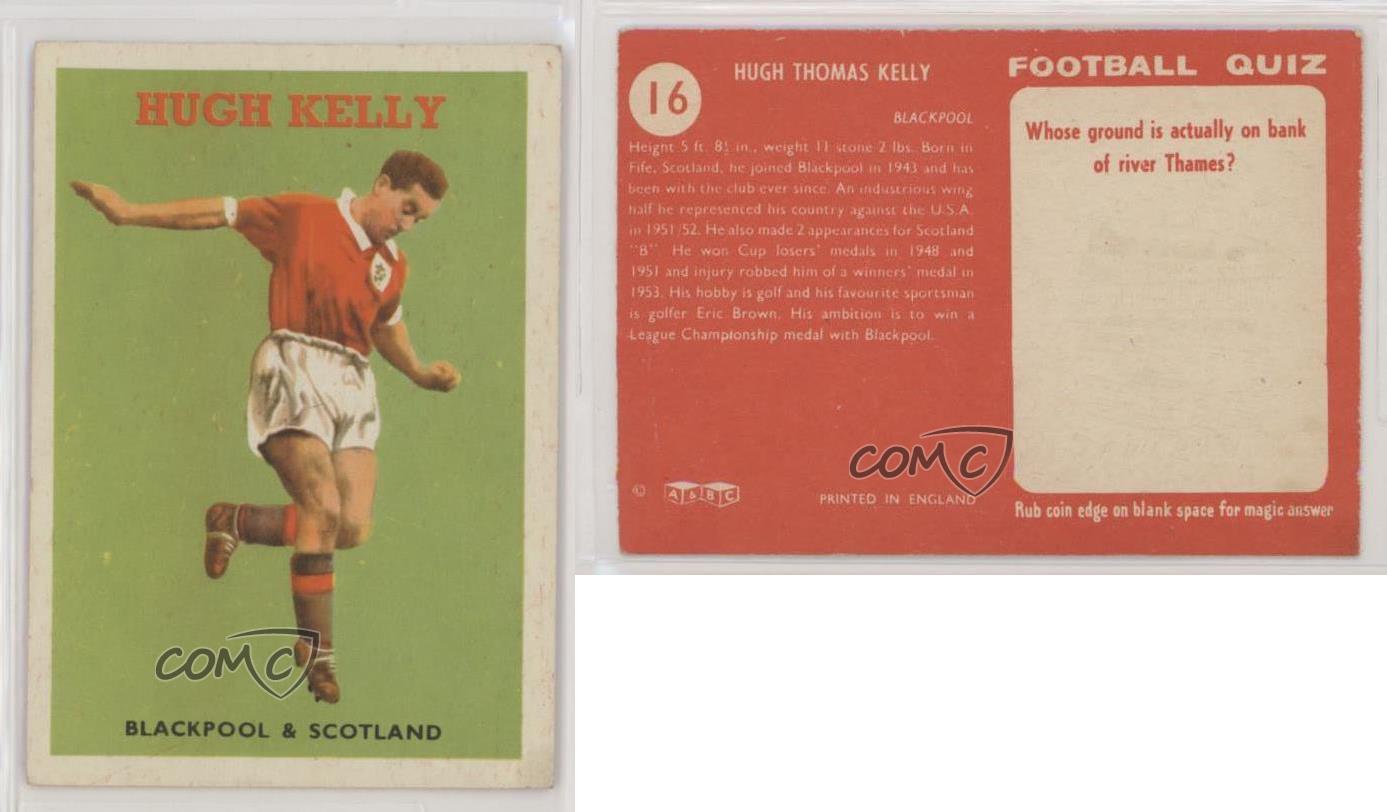 HUGH KELLY
BLACKPOOL & SCOTLAND
COMC
16
HUGH THOMAS KELLY
BLACKPOOL
Height 5 ft. 8½ in., weight 11 stone 2 lbs. Born in
Fife, Scotland, he joined Blackpool in 1943 and has
been with the club ever since. An industrious wing
half he represented his country against the U.S.A.
in 1951/52. He also made 2 appearances for Scotland
"B". He won Cup losers' medals in 1948 and
1951 and injury robbed him of a winners' medal in
1953. His hobby is golf and his favourite sportsman
is golfer Eric Brown. His ambition is to win a
League Championship medal with Blackpool.
© A & BC
PRINTED IN ENGLAND
COMC
FOOTBALL QUIZ
Whose ground is actually on bank
of river Thames?
Rub coin edge on blank space for magic answer